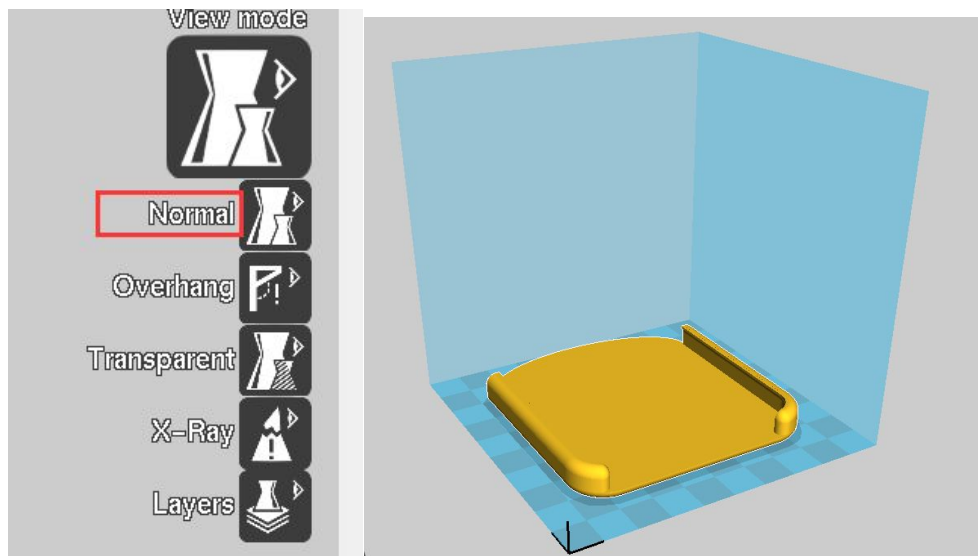 View mode
Normal
Overhang
Transparent
X-Ray
Layers